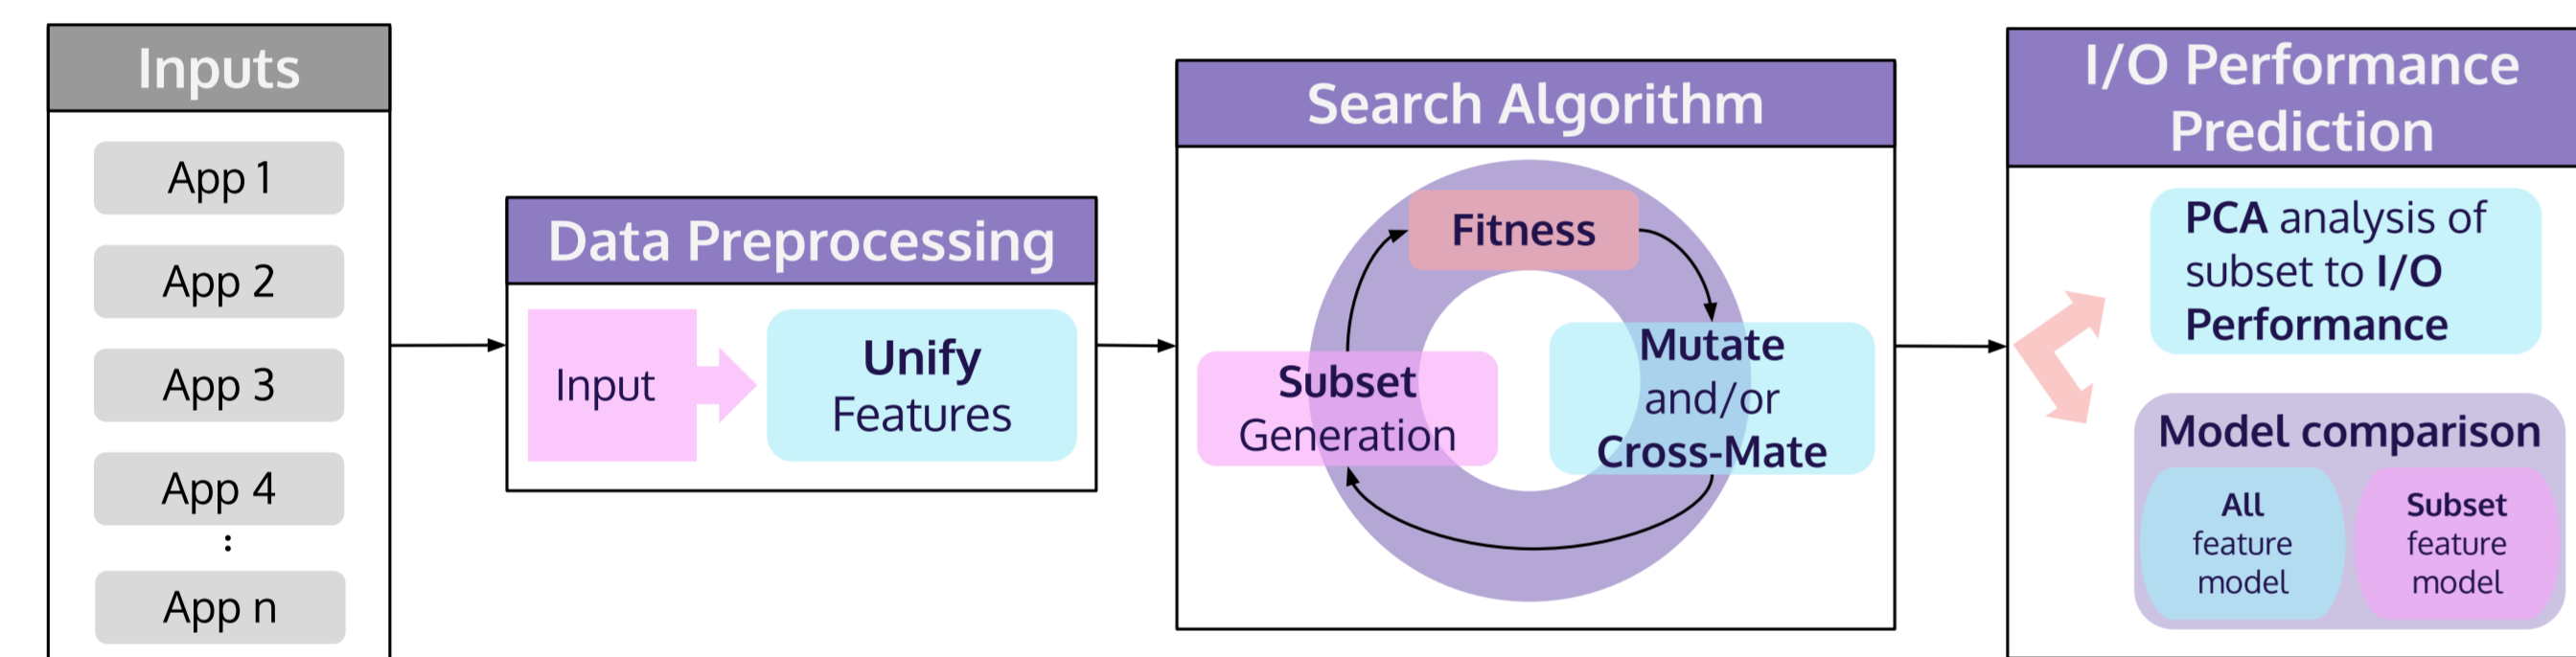 Inputs
App 1
App 2
App 3
App 4
:
App n
Data Preprocessing
Input
Unify
Features
Search Algorithm
Fitness
Mutate
and/or
Cross-Mate
Subset
Generation
I/O Performance
Prediction
PCA analysis of
subset to I/O
Performance
Model comparison
All
feature
model
Subset
feature
model